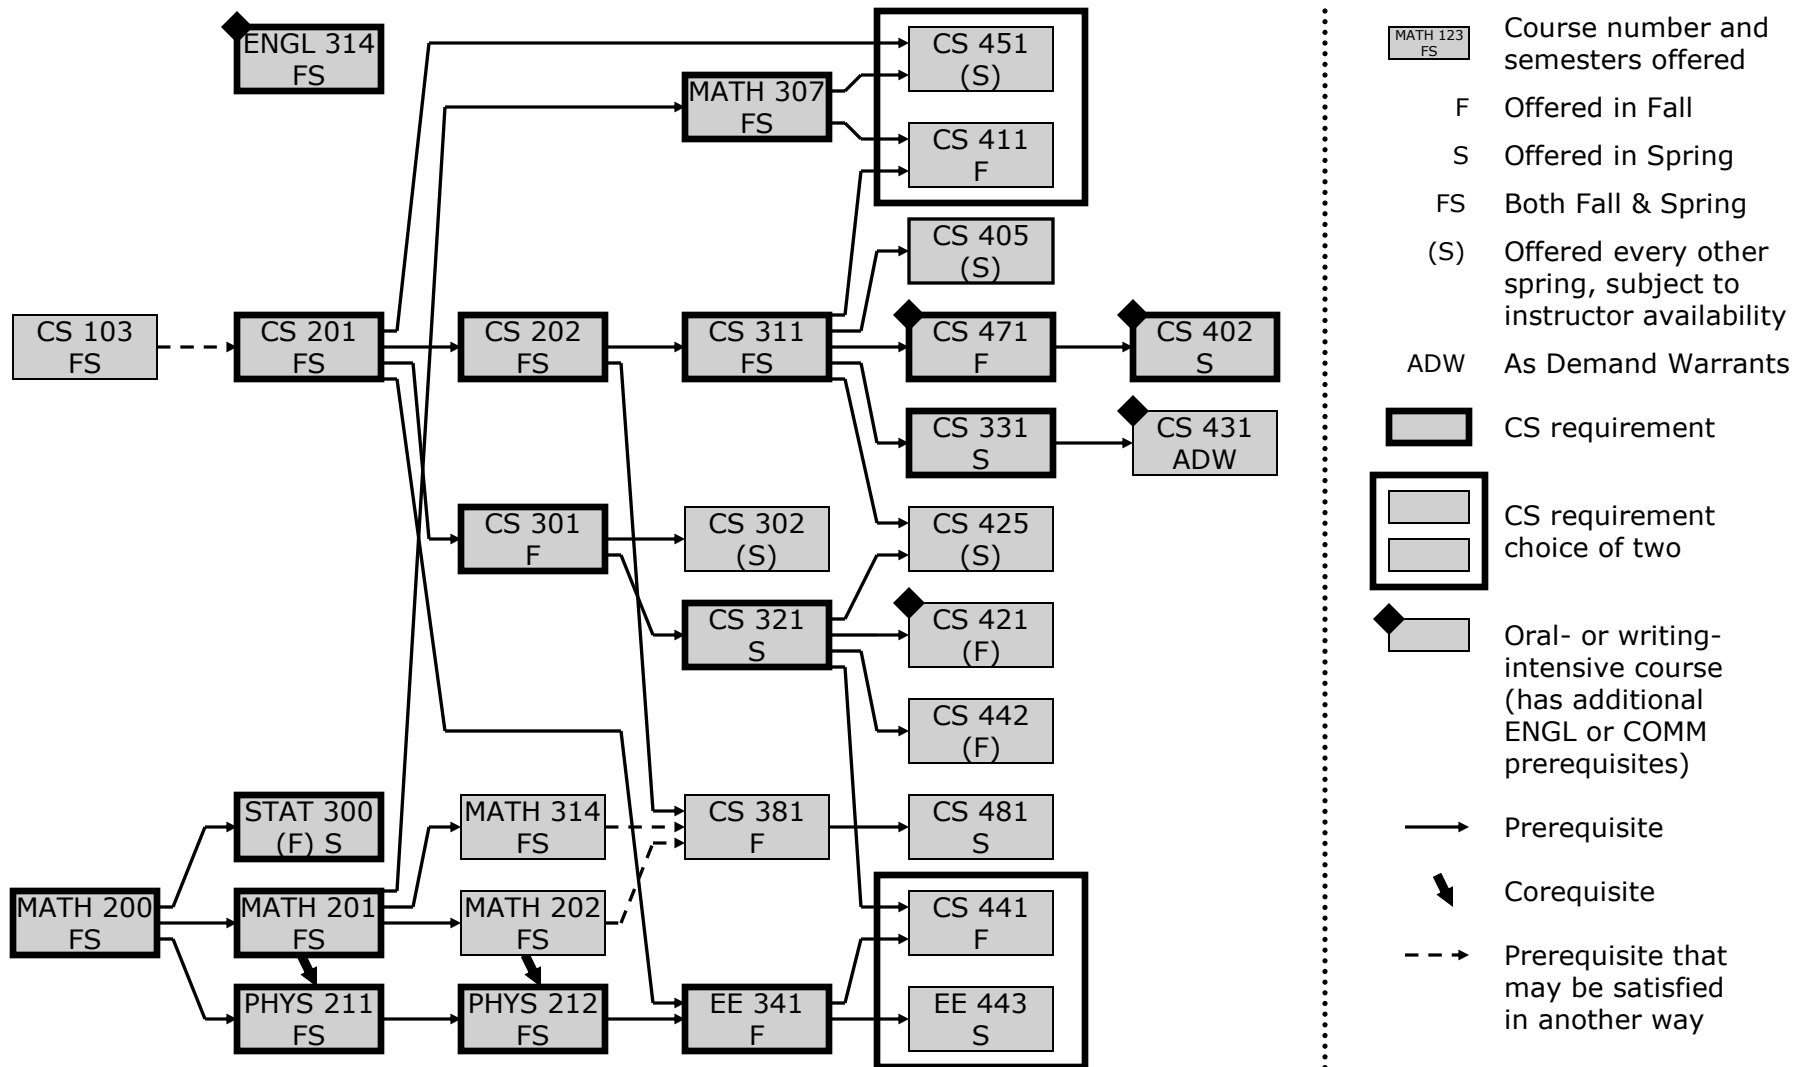 ENGL 314
FS
MATH 307
FS
CS 451
(S)
CS 411
F
CS 405
(S)
CS 103
FS
CS 201
FS
CS 202
FS
CS 311
FS
CS 471
F
CS 402
S
CS 331
S
CS 431
ADW
CS 301
F
CS 302
(S)
CS 425
(S)
CS 321
S
CS 421
(F)
CS 442
(F)
STAT 300
(F) S
MATH 314
FS
CS 381
F
CS 481
S
MATH 200
FS
MATH 201
FS
MATH 202
FS
CS 441
F
PHYS 211
FS
PHYS 212
FS
EE 341
F
EE 443
S
MATH 123
FS
Course number and
semesters offered
F
Offered in Fall
S
Offered in Spring
FS
Both Fall & Spring
(S)
Offered every other
spring, subject to
instructor availability
ADW
As Demand Warrants
CS requirement
CS requirement
choice of two
Oral- or writing-
intensive course
(has additional
ENGL or COMM
prerequisites)
Prerequisite
Corequisite
Prerequisite that
may be satisfied
in another way